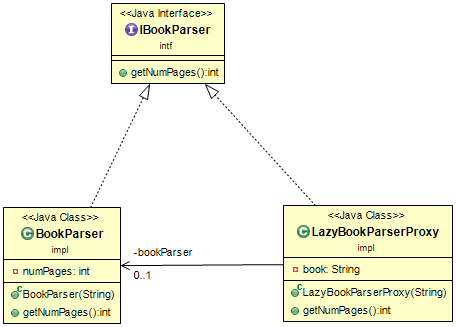 <<Java Interface>>
IBookParser
intf
getNumPages():int
<<Java Class>>
BookParser
impl
numPages: int
BookParser(String)
getNumPages():int
-bookParser
0..1
<<Java Class>>
LazyBookParserProxy
impl
book: String
LazyBookParserProxy(String)
getNumPages():int